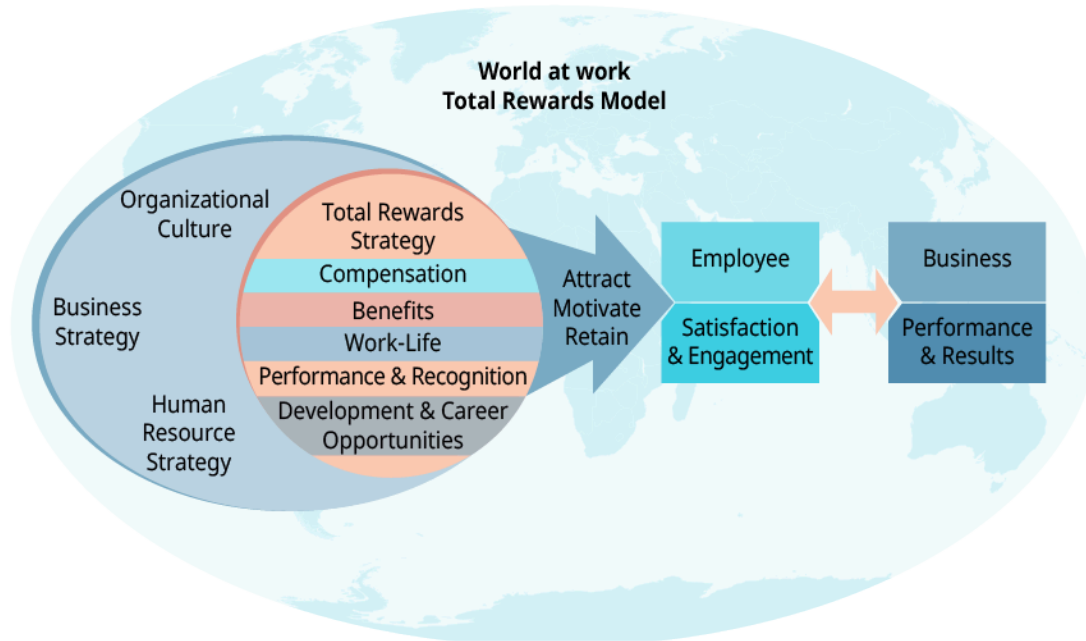 World at work
Total Rewards Model
Organizational
Culture
Business
Strategy
Human
Resource
Strategy
Total Rewards
Strategy
Compensation
Benefits
Work-Life
Performance & Recognition
Development & Career
Opportunities
Attract
Motivate
Retain
Employee
Satisfaction
& Engagement
Business
Performance
& Results